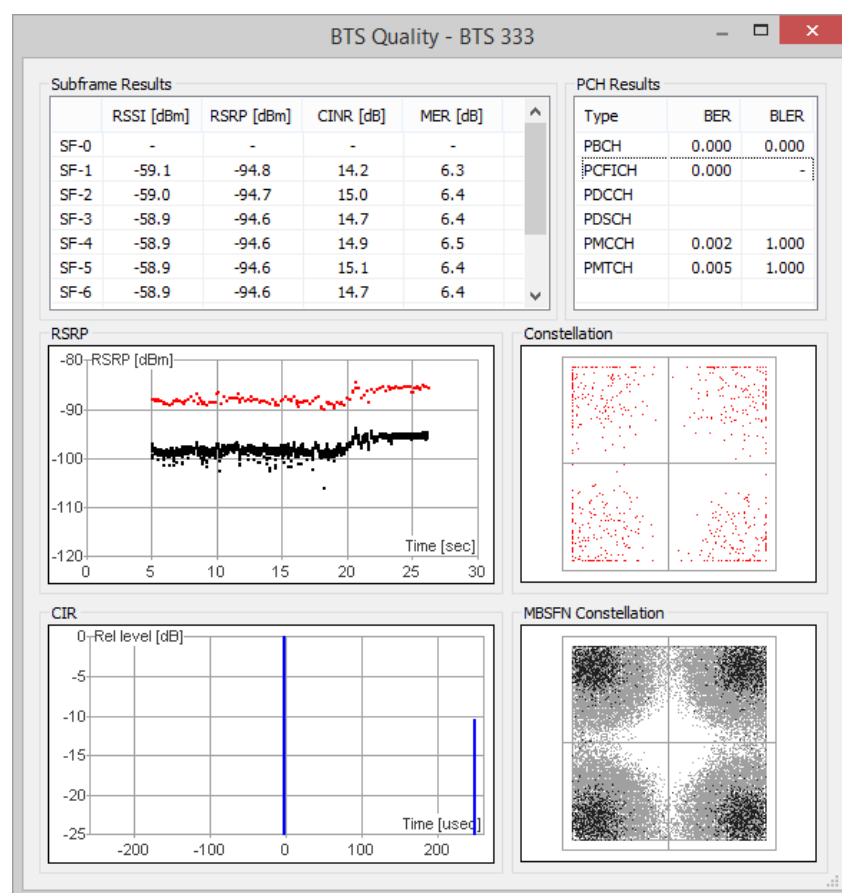 BTS Quality - BTS 333
Subframe Results
RSSI [dBm] RSRP [dBm] CINR [dB] MER [dB]
SF-0 - - - -
SF-1 -59.1 -94.8 14.2 6.3
SF-2 -59.0 -94.7 15.0 6.4
SF-3 -58.9 -94.6 14.7 6.4
SF-4 -58.9 -94.6 14.9 6.5
SF-5 -58.9 -94.6 15.1 6.4
SF-6 -58.9 -94.6 14.7 6.4
PCH Results
Type BER BLER
PBCH 0.000 0.000
PCFICH 0.000 -
PDCCH
PDSCH
PMCCH 0.002 1.000
PMTCH 0.005 1.000
RSRP
-80 RSRP [dBm]
-90
-100
-110
-120
Time [sec]
0 5 10 15 20 25 30
Constellation
CIR
0 Rel level [dB]
-5
-10
-15
-20
-25
Time [usec]
-200 -100 0 100 200
MBSFN Constellation